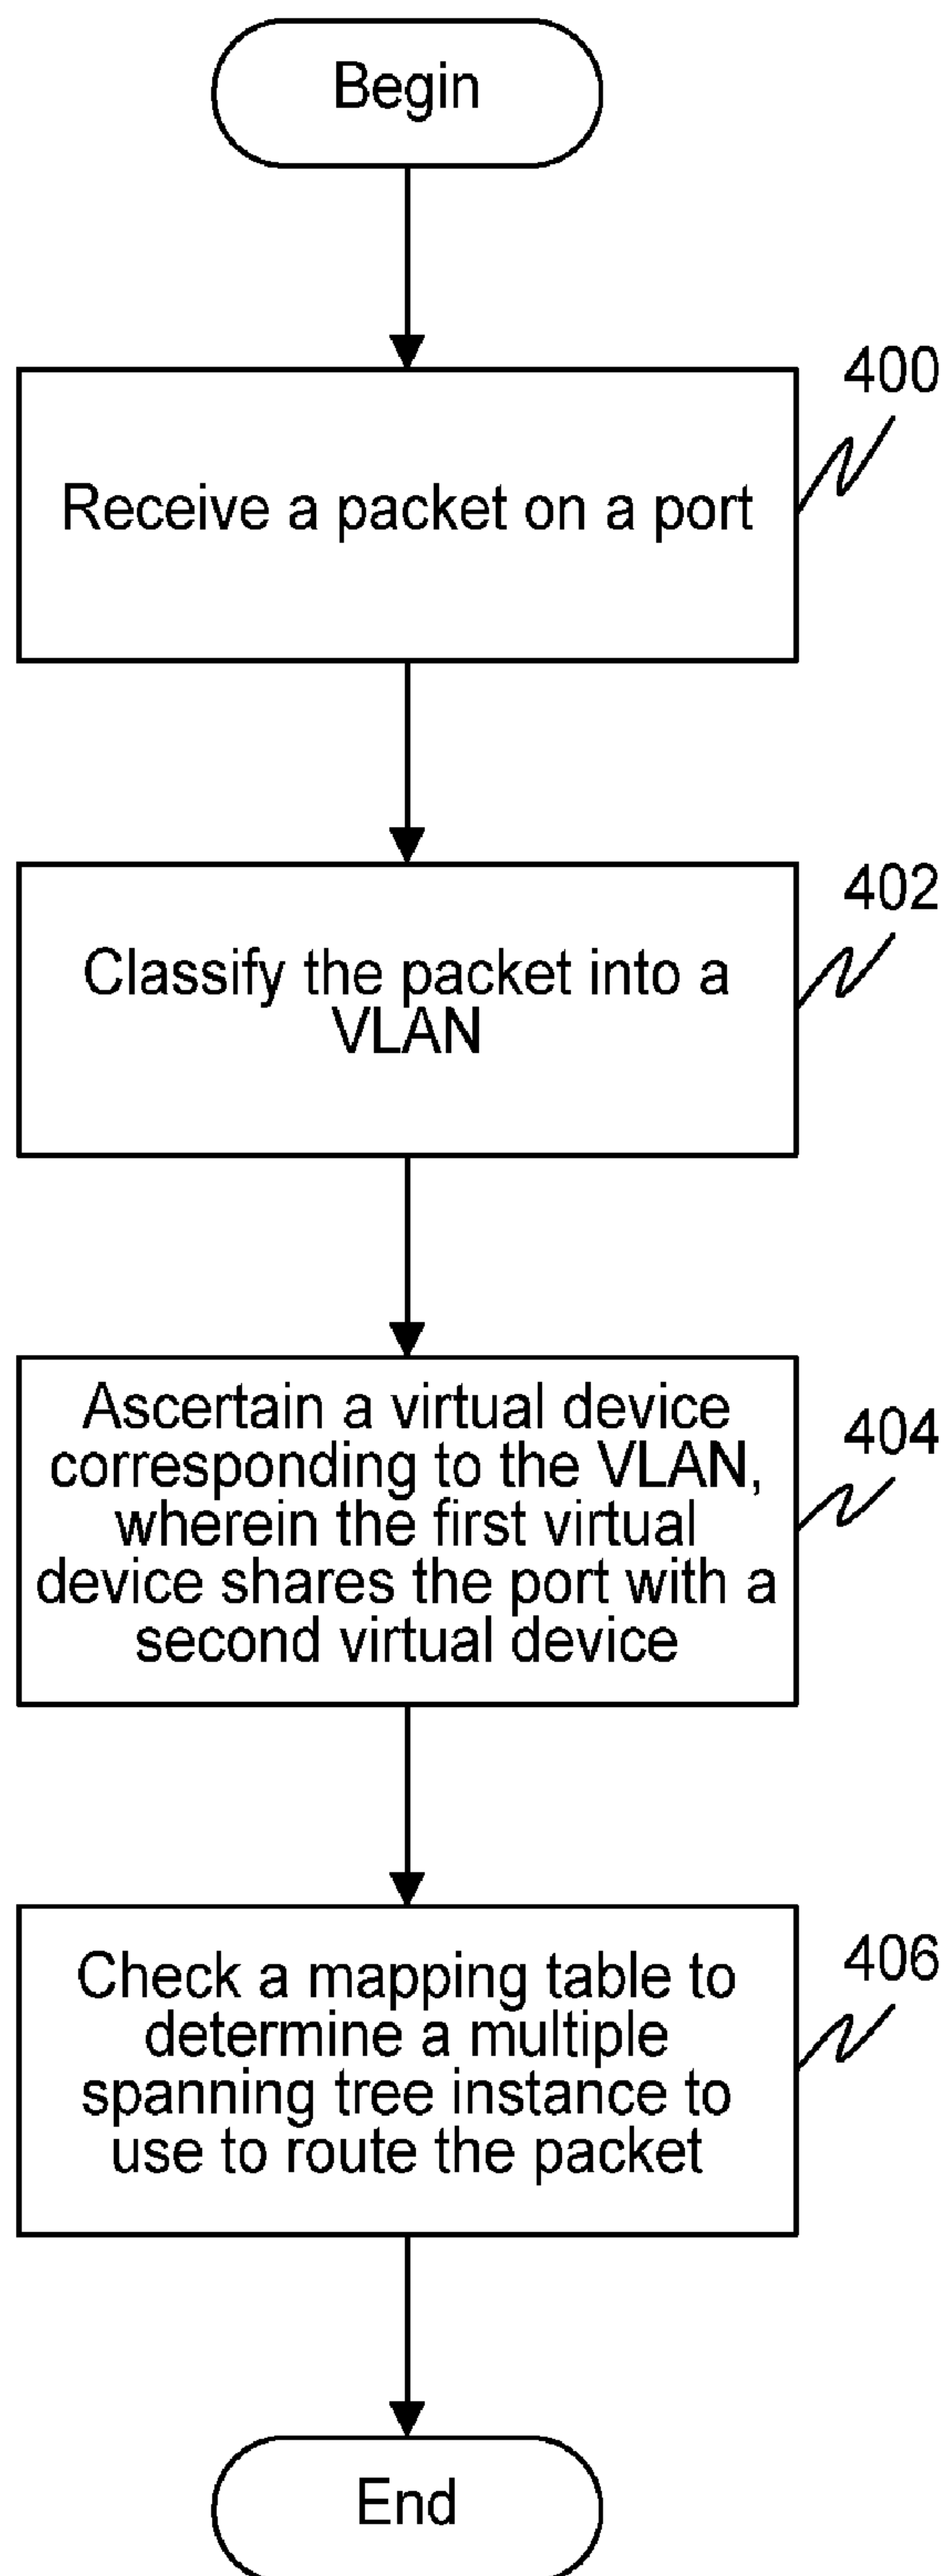 Begin
400
Receive a packet on a port
402
Classify the packet into a
VLAN
404
Ascertain a virtual device
corresponding to the VLAN,
wherein the first virtual
device shares the port with a
second virtual device
406
Check a mapping table to
determine a multiple
spanning tree instance to
use to route the packet
End